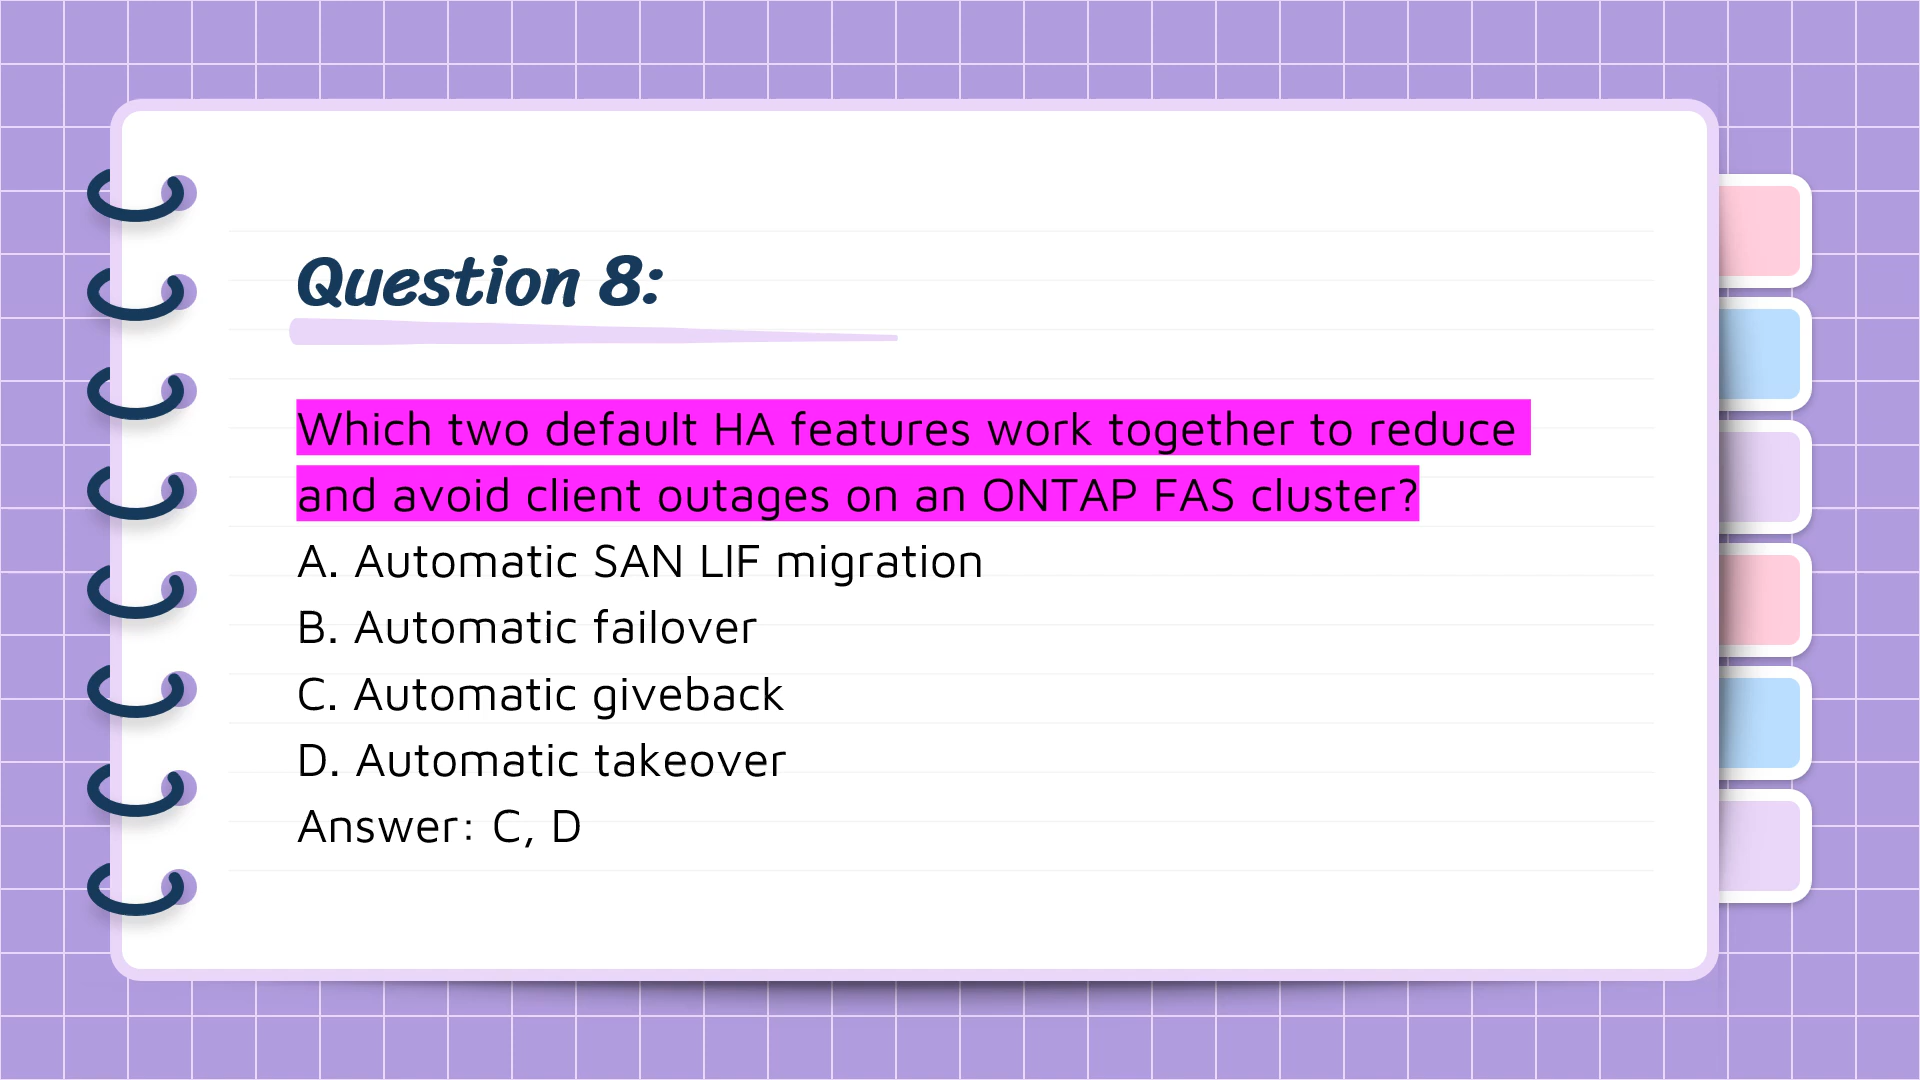 Question 8:
Which two default HA features work together to reduce
and avoid client outages on an ONTAP FAS cluster?
A. Automatic SAN LIF migration
B. Automatic failover
C. Automatic giveback
D. Automatic takeover
Answer: C, D